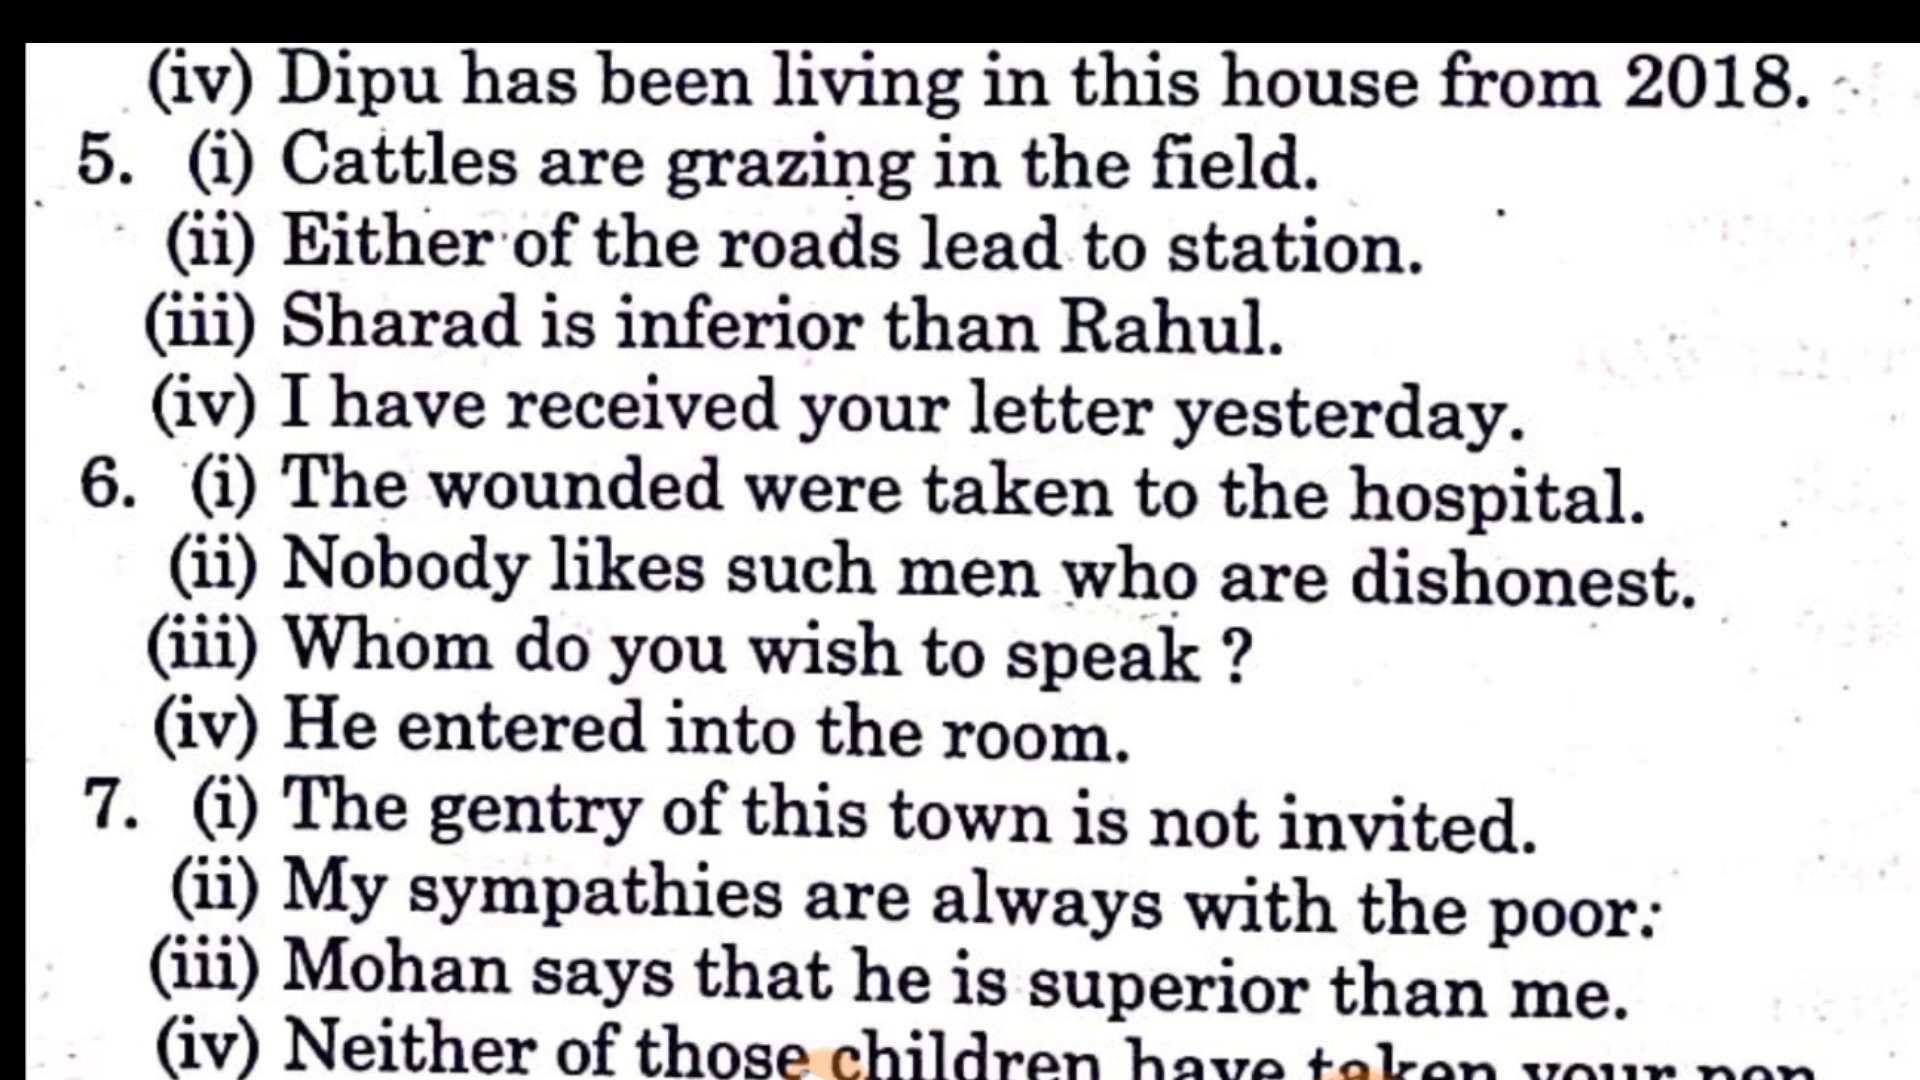 (iv) Dipu has been living in this house from 2018.
5. (i) Cattles are grazing in the field.
(ii) Either of the roads lead to station.
(iii) Sharad is inferior than Rahul.
(iv) I have received your letter yesterday.
6. (i) The wounded were taken to the hospital.
(ii) Nobody likes such men who are dishonest.
(iii) Whom do you wish to speak ?
(iv) He entered into the room.
7. (i) The gentry of this town is not invited.
(ii) My sympathies are always with the poor.
(iii) Mohan says that he is superior than me.
(iv) Neither of those children have taken your pen